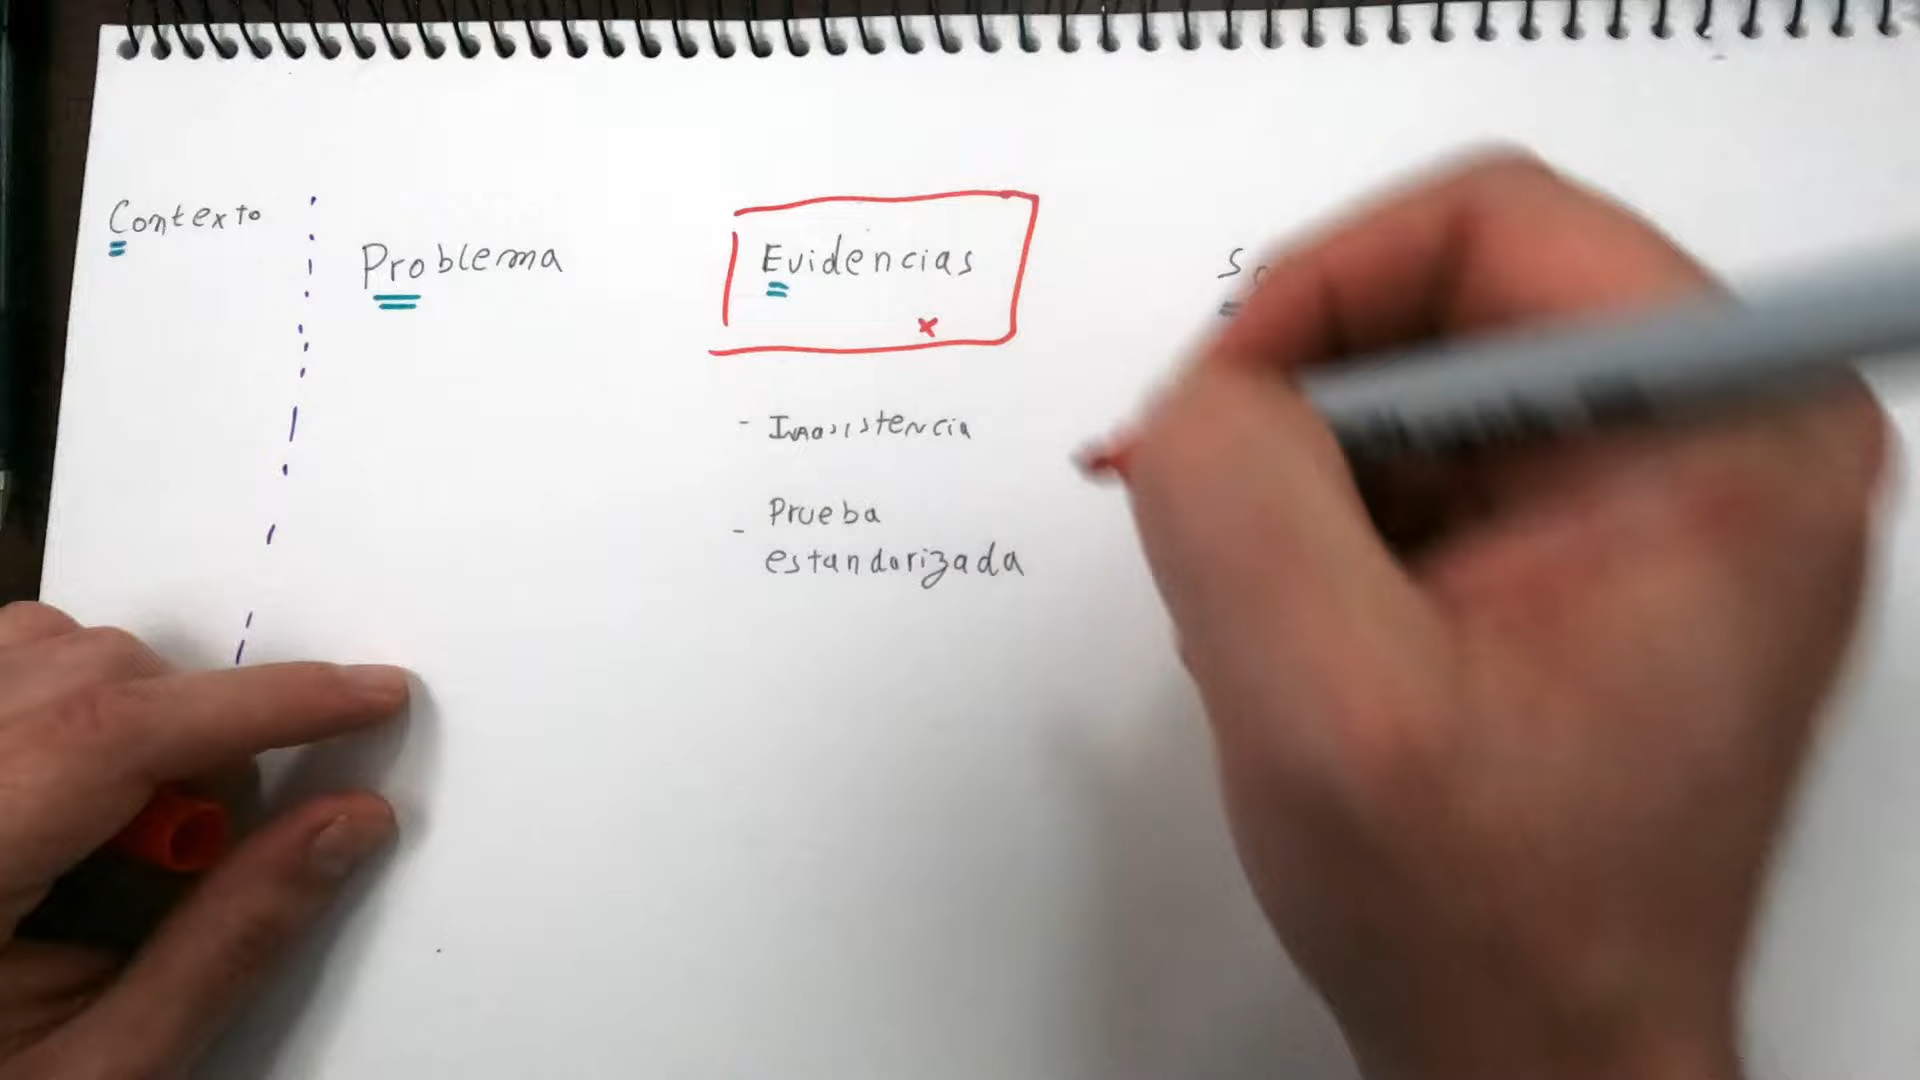 Contexto
Problema
Evidencias
x
- Inasistencia
- Prueba
estandarizada